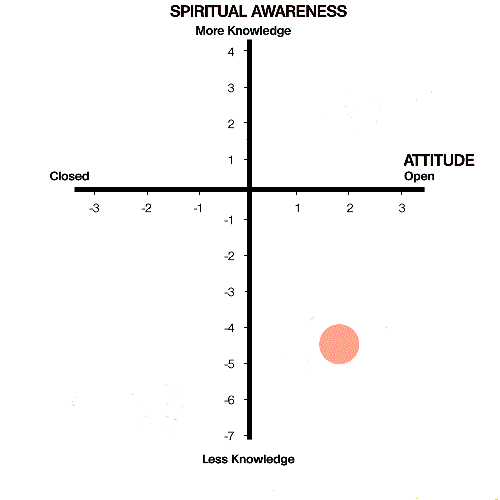 SPIRITUAL AWARENESS
More Knowledge
4
3
2
1
ATTITUDE
Closed
Open
-3 -2 -1 1 2 3
-1
-2
-3
-4
-5
-6
-7
Less Knowledge